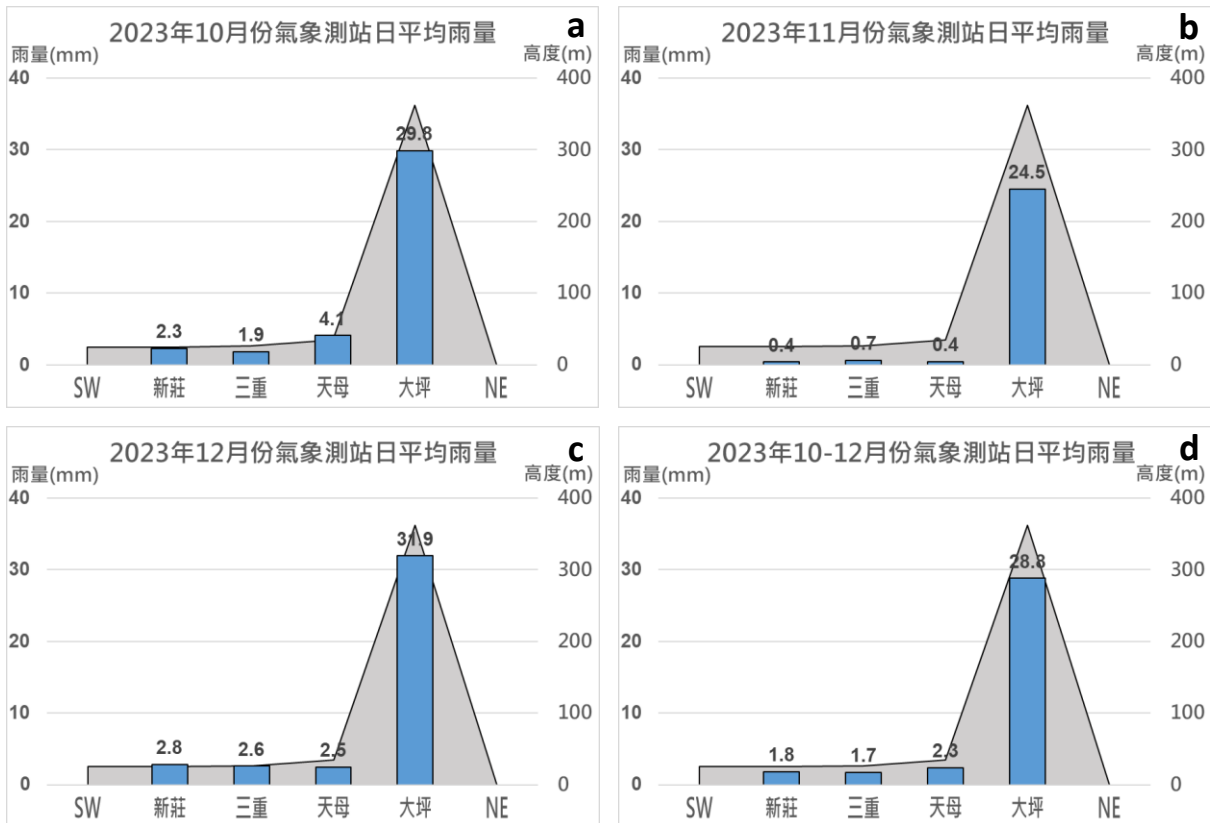 2023年10月份氣象測站日平均雨量 a
雨量(mm) 高度(m)
40 400
30 300
20 200
10 100
0 0
2.3 1.9 4.1 29.8
SW 新莊 三重 天母 大坪 NE
2023年11月份氣象測站日平均雨量 b
雨量(mm) 高度(m)
40 400
30 300
20 200
10 100
0 0
0.4 0.7 0.4 24.5
SW 新莊 三重 天母 大坪 NE
2023年12月份氣象測站日平均雨量 c
雨量(mm) 高度(m)
40 400
30 300
20 200
10 100
0 0
2.8 2.6 2.5 31.9
SW 新莊 三重 天母 大坪 NE
2023年10-12月份氣象測站日平均雨量 d
雨量(mm) 高度(m)
40 400
30 300
20 200
10 100
0 0
1.8 1.7 2.3 28.8
SW 新莊 三重 天母 大坪 NE